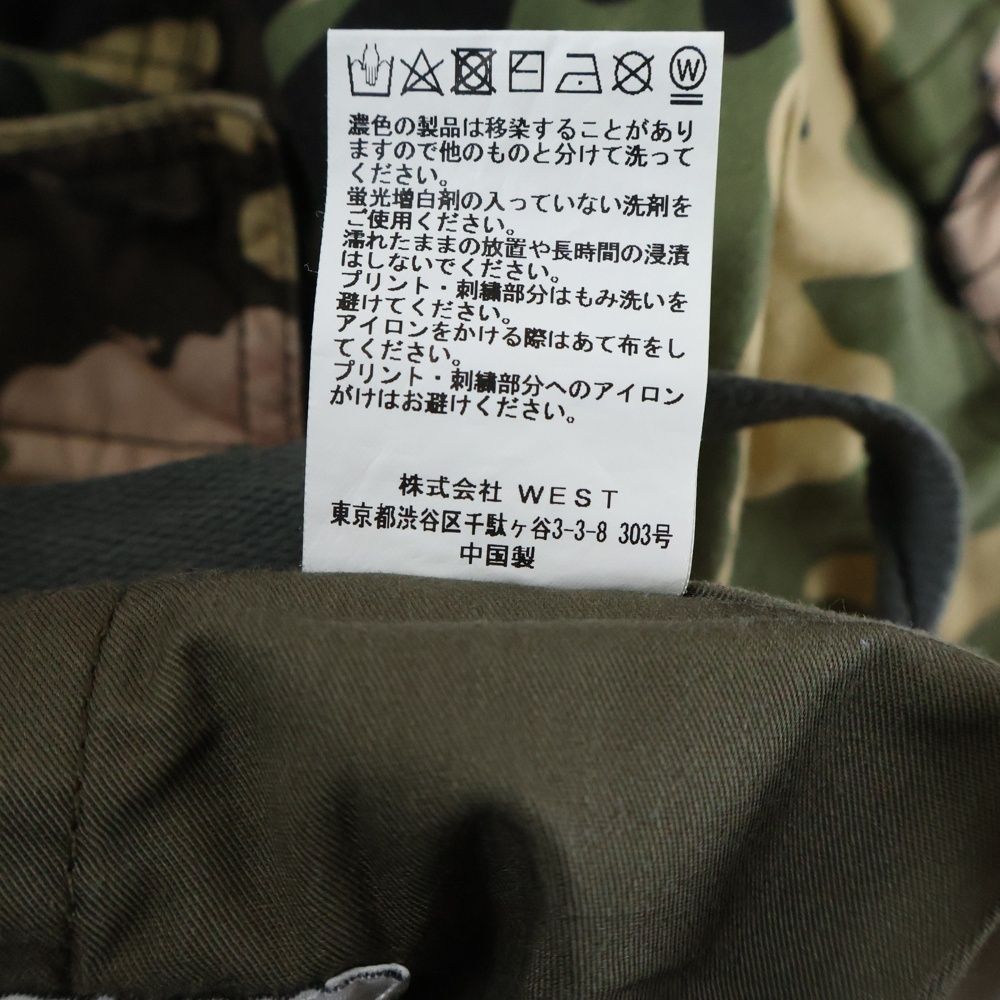 W
濃色の製品は移染することがあり
ますので他のものと分けて洗って
ください。
蛍光増白剤の入っていない洗剤を
ご使用ください。
濡れたままの放置や長時間の浸漬
はしないでください。
プリント・刺繍部分はもみ洗いを
避けてください。
アイロンをかける際はあて布をし
てください。
プリント・刺繍部分へのアイロン
がけはお避けください。
株式会社 WEST
東京都渋谷区千駄ヶ谷3-3-8 303号
中国製